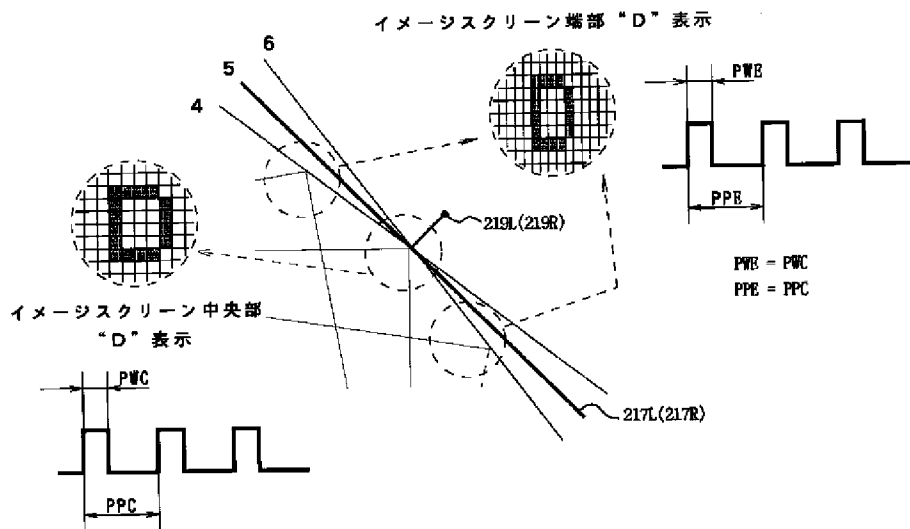 イメージスクリーン端部“D”表示
6
5
4
PWE
PPE
219L(219R)
PWE = PWC
PPE = PPC
イメージスクリーン中央部
“D”表示
PWC
217L(217R)
PPC